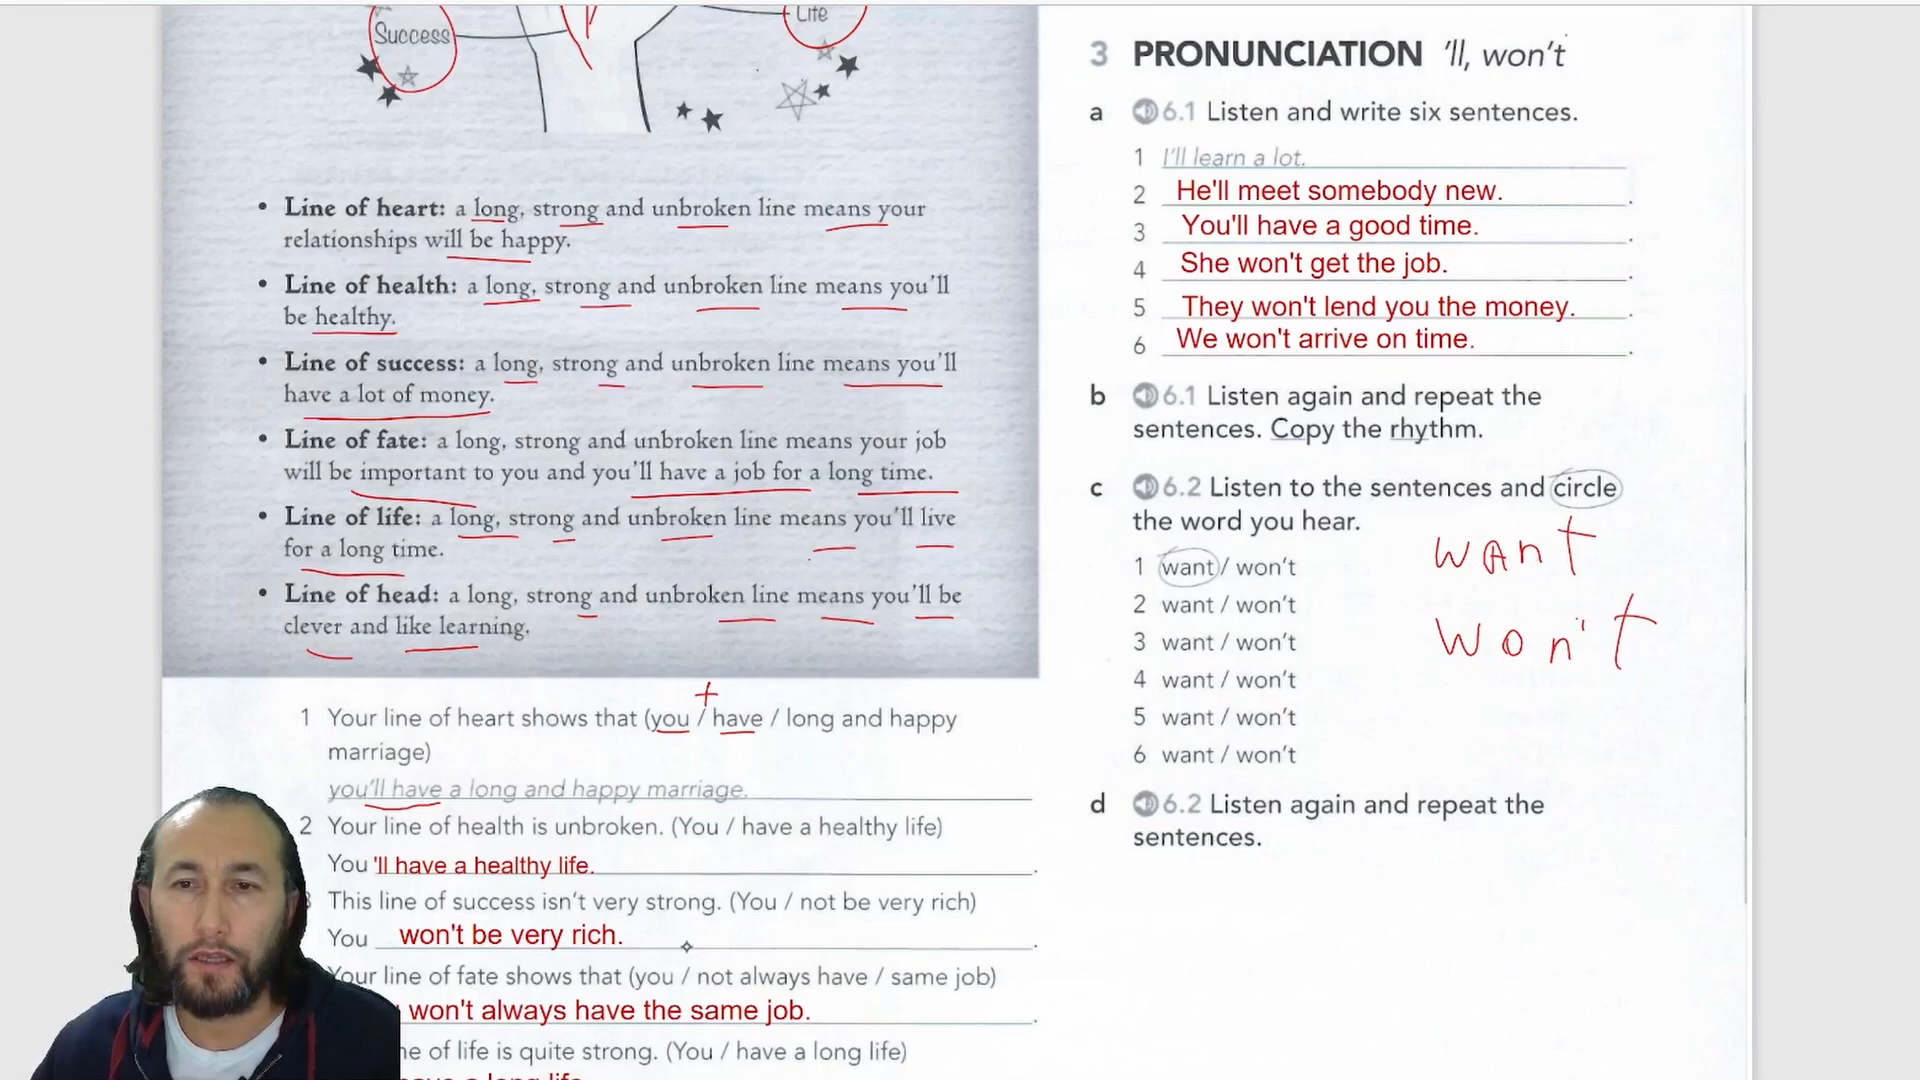 Success
Life
• Line of heart: a long, strong and unbroken line means your
relationships will be happy.
• Line of health: a long, strong and unbroken line means you'll
be healthy.
• Line of success: a long, strong and unbroken line means you'll
have a lot of money.
• Line of fate: a long, strong and unbroken line means your job
will be important to you and you'll have a job for a long time.
• Line of life: a long, strong and unbroken line means you'll live
for a long time.
• Line of head: a long, strong and unbroken line means you'll be
clever and like learning.
+
1 Your line of heart shows that (you / have / long and happy
marriage)
you'll have a long and happy marriage.
2 Your line of health is unbroken. (You / have a healthy life)
You 'll have a healthy life. .
This line of success isn't very strong. (You / not be very rich)
You won't be very rich. .
Your line of fate shows that (you / not always have / same job)
won't always have the same job. .
of life is quite strong. (You / have a long life)
3 PRONUNCIATION 'll, won't
a 6.1 Listen and write six sentences.
1 I'll learn a lot.
2 He'll meet somebody new. .
3 You'll have a good time. .
4 She won't get the job. .
5 They won't lend you the money. .
6 We won't arrive on time. .
b 6.1 Listen again and repeat the
sentences. Copy the rhythm.
c 6.2 Listen to the sentences and circle
the word you hear.
1 want / won't
2 want / won't
3 want / won't
4 want / won't
5 want / won't
6 want / won't
want
won't
d 6.2 Listen again and repeat the
sentences.